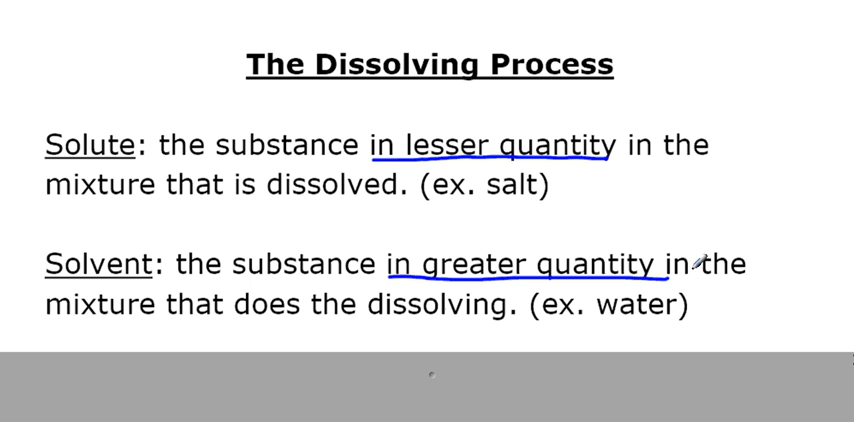 The Dissolving Process
Solute: the substance in lesser quantity in the
mixture that is dissolved. (ex. salt)
Solvent: the substance in greater quantity in the
mixture that does the dissolving. (ex. water)